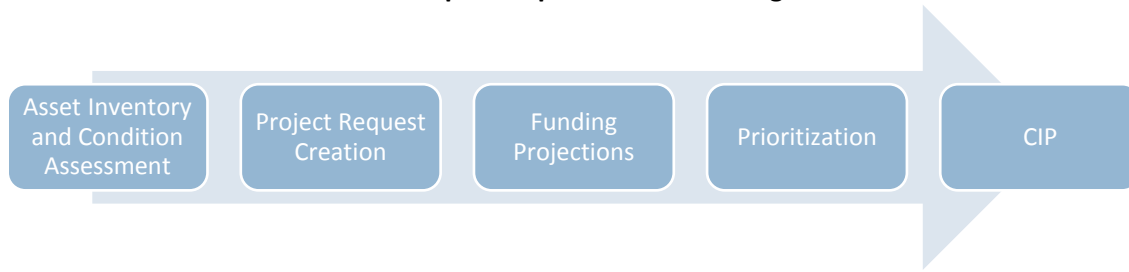 Asset Inventory
and Condition
Assessment
Project Request
Creation
Funding
Projections
Prioritization
CIP